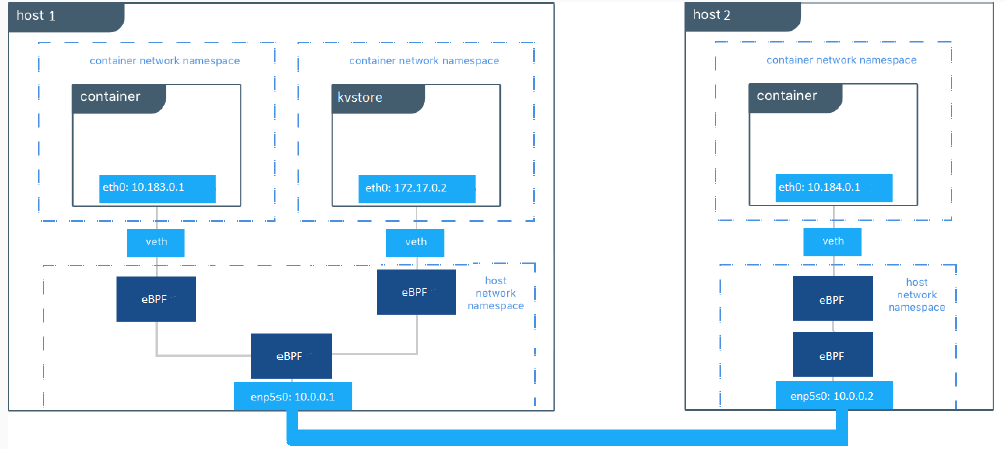 host 1
container network namespace
container
eth0: 10.183.0.1
veth
eBPF
container network namespace
kvstore
eth0: 172.17.0.2
veth
eBPF
host
network
namespace
eBPF
enp5s0: 10.0.0.1
host 2
container network namespace
container
eth0: 10.184.0.1
veth
eBPF
host
network
namespace
eBPF
enp5s0: 10.0.0.2